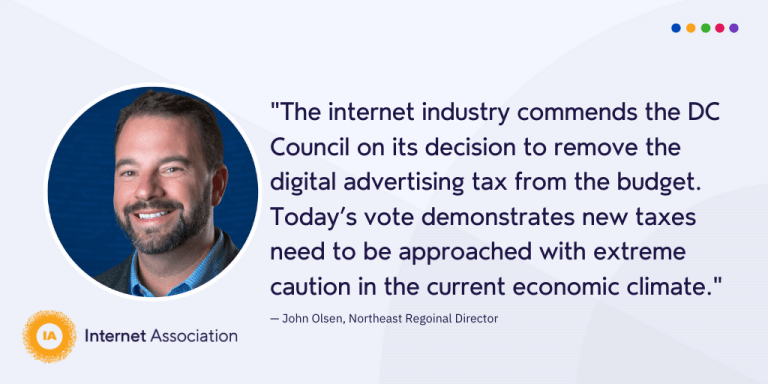 "The internet industry commends the DC
Council on its decision to remove the
digital advertising tax from the budget.
Today’s vote demonstrates new taxes
need to be approached with extreme
caution in the current economic climate."
— John Olsen, Northeast Regoinal Director
IA
Internet Association